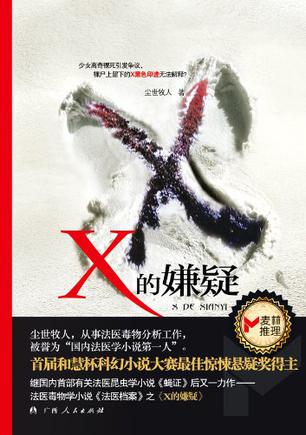 少女离奇裸死引发争议，
裸尸上留下的X黑色印迹无法解释？
尘世牧人 著
X的嫌疑
X DE XIANYI
麦林
推理
尘世牧人，从事法医毒物分析工作，
被誉为“国内法医学小说第一人”。
首届和慧杯科幻小说大赛最佳惊悚悬疑奖得主
继国内首部有关法医昆虫学小说《蝇证》后又一力作——
法医毒物学小说《法医档案》之《X的嫌疑》
广西人民出版社